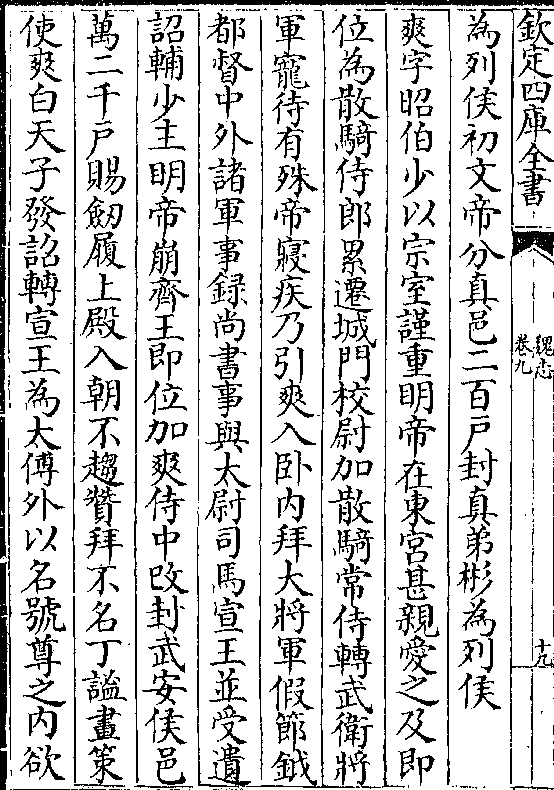 欽定四庫全書
魏志
卷九
十九
為列侯初文帝分真邑二百戸封真弟彬為列侯
爽字昭伯少以宗室謹重明帝在東宫甚親愛之及即
位為散騎侍郎累遷城門校尉加散騎常侍轉武衛將
軍寵待有殊帝寢疾乃引爽入卧内拜大將軍假節鉞
都督中外諸軍事録尚書事與太尉司馬宣王並受遺
詔輔少主明帝崩齊王即位加爽侍中改封武安侯邑
萬二千戸賜劒履上殿入朝不趨贊拜不名丁謐畫策
使爽白天子發詔轉宣王為太傅外以名號尊之内欲